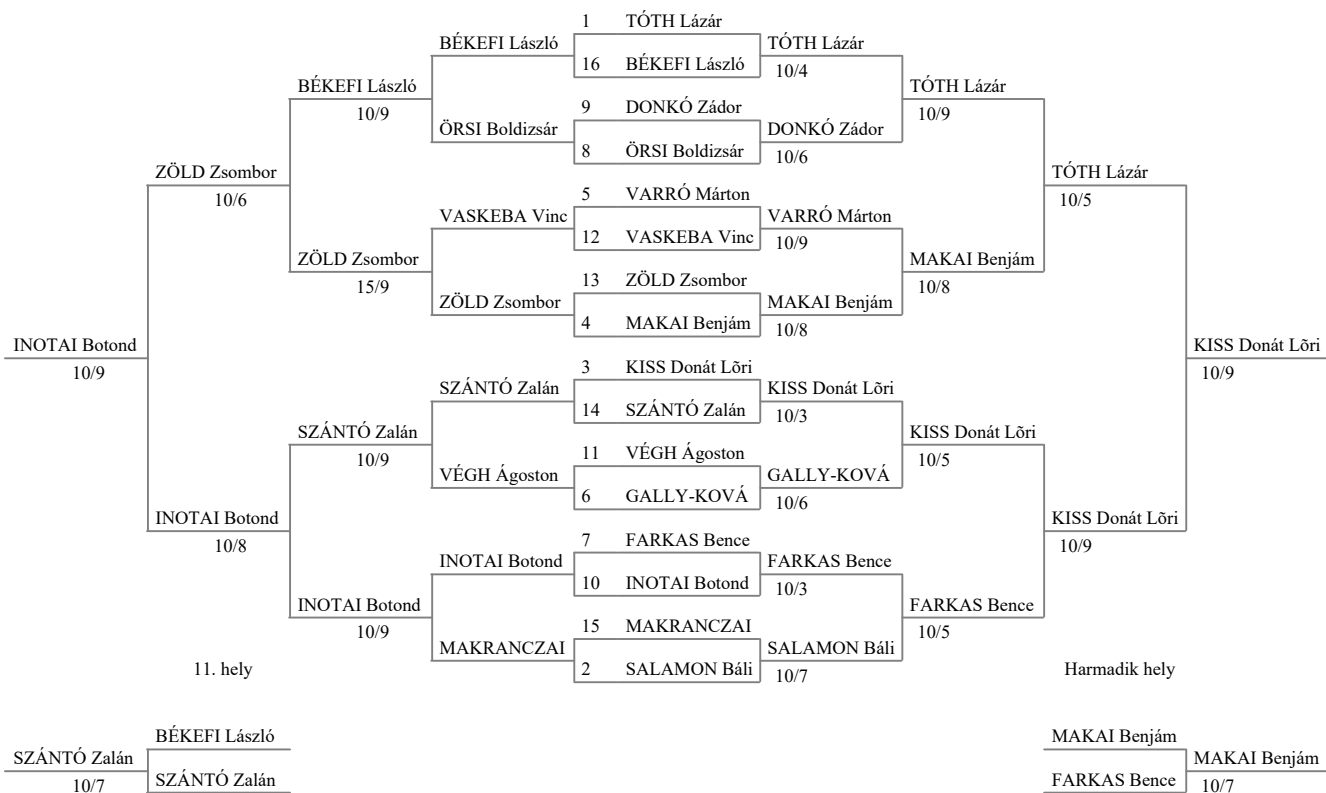 1 TÓTH Lázár
BÉKEFI László TÓTH Lázár
16 BÉKEFI László 10/4
BÉKEFI László TÓTH Lázár
10/9 9 DONKÓ Zádor 10/9
ÖRSI Boldizsár DONKÓ Zádor
8 ÖRSI Boldizsár 10/6
ZÖLD Zsombor TÓTH Lázár
10/6 5 VARRÓ Márton 10/5
VASKEBA Vinc VARRÓ Márton
12 VASKEBA Vinc 10/9
ZÖLD Zsombor MAKAI Benjám
15/9 13 ZÖLD Zsombor 10/8
ZÖLD Zsombor MAKAI Benjám
4 MAKAI Benjám 10/8
INOTAI Botond KISS Donát Lõri
10/9 3 KISS Donát Lõri 10/9
SZÁNTÓ Zalán KISS Donát Lõri
14 SZÁNTÓ Zalán 10/3
SZÁNTÓ Zalán KISS Donát Lõri
10/9 11 VÉGH Ágoston 10/5
VÉGH Ágoston GALLY-KOVÁ
6 GALLY-KOVÁ 10/6
INOTAI Botond KISS Donát Lõri
10/8 7 FARKAS Bence 10/9
INOTAI Botond FARKAS Bence
10 INOTAI Botond 10/3
INOTAI Botond FARKAS Bence
10/9 15 MAKRANCZAI 10/5
MAKRANCZAI SALAMON Báli
11. hely 2 SALAMON Báli 10/7 Harmadik hely
BÉKEFI László MAKAI Benjám
SZÁNTÓ Zalán MAKAI Benjám
10/7 SZÁNTÓ Zalán FARKAS Bence 10/7